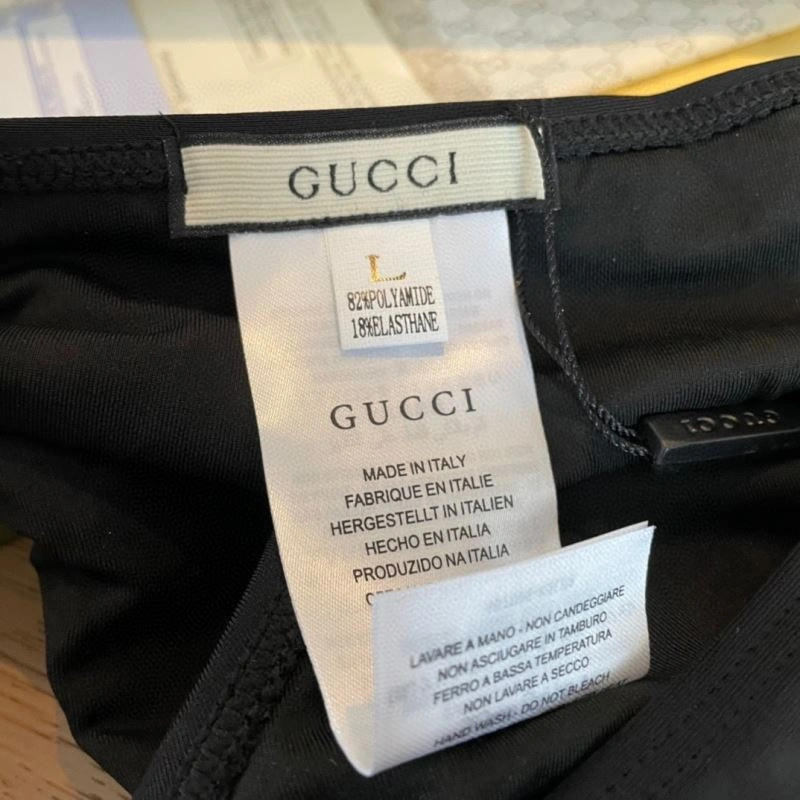 GUCCI
L
82%POLYAMIDE
18%ELASTHANE
GUCCI
MADE IN ITALY
FABRIQUE EN ITALIE
HERGESTELLT IN ITALIEN
HECHO EN ITALIA
PRODUZIDO NA ITALIA
GUCCI
LAVARE A MANO - NON CANDEGGIARE
NON ASCIUGARE IN TAMBURO
FERRO A BASSA TEMPERATURA
NON LAVARE A SECCO
HAND WASH - DO NOT BLEACH